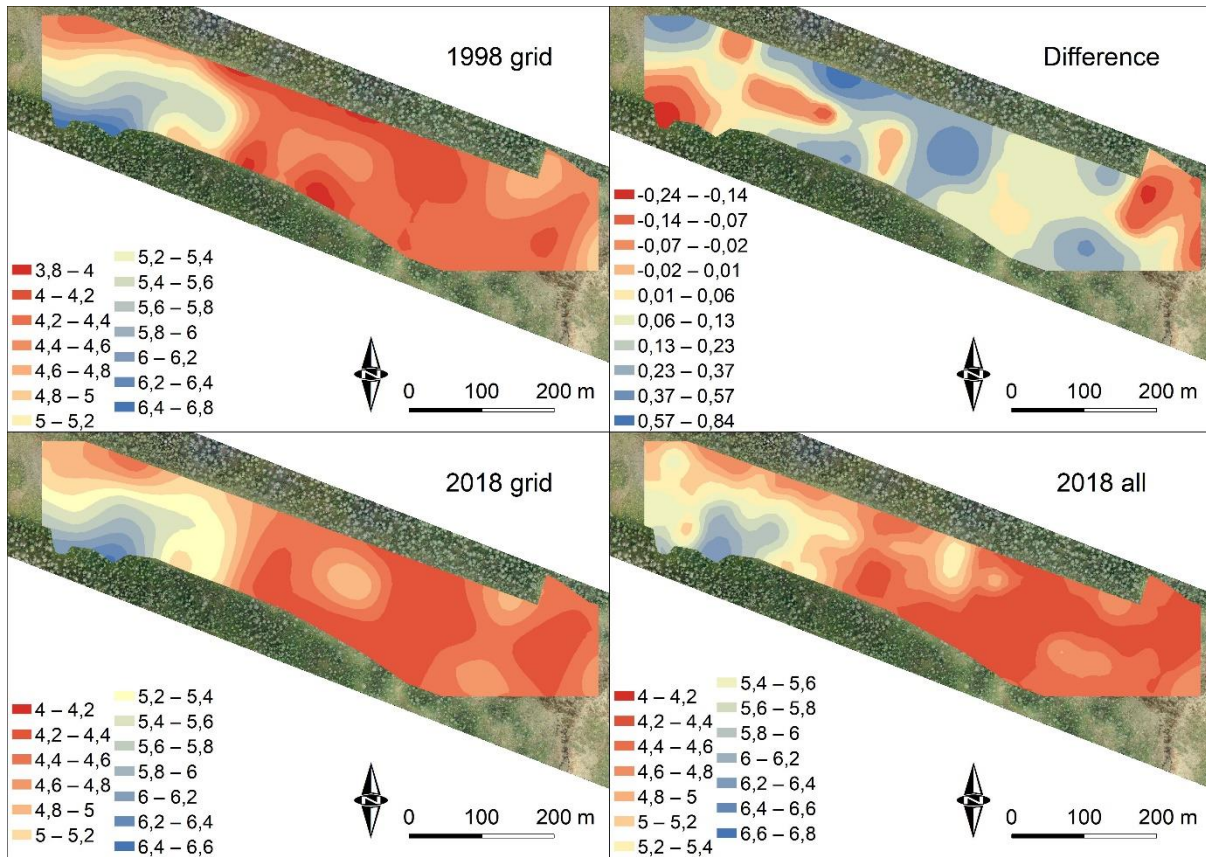 1998 grid
3,8 – 4
4 – 4,2
4,2 – 4,4
4,4 – 4,6
4,6 – 4,8
4,8 – 5
5 – 5,2
5,2 – 5,4
5,4 – 5,6
5,6 – 5,8
5,8 – 6
6 – 6,2
6,2 – 6,4
6,4 – 6,8
N
0 100 200 m
Difference
-0,24 – -0,14
-0,14 – -0,07
-0,07 – -0,02
-0,02 – 0,01
0,01 – 0,06
0,06 – 0,13
0,13 – 0,23
0,23 – 0,37
0,37 – 0,57
0,57 – 0,84
N
0 100 200 m
2018 grid
4 – 4,2
4,2 – 4,4
4,4 – 4,6
4,6 – 4,8
4,8 – 5
5 – 5,2
5,2 – 5,4
5,4 – 5,6
5,6 – 5,8
5,8 – 6
6 – 6,2
6,2 – 6,4
6,4 – 6,6
N
0 100 200 m
2018 all
4 – 4,2
4,2 – 4,4
4,4 – 4,6
4,6 – 4,8
4,8 – 5
5 – 5,2
5,2 – 5,4
5,4 – 5,6
5,6 – 5,8
5,8 – 6
6 – 6,2
6,2 – 6,4
6,4 – 6,6
6,6 – 6,8
N
0 100 200 m